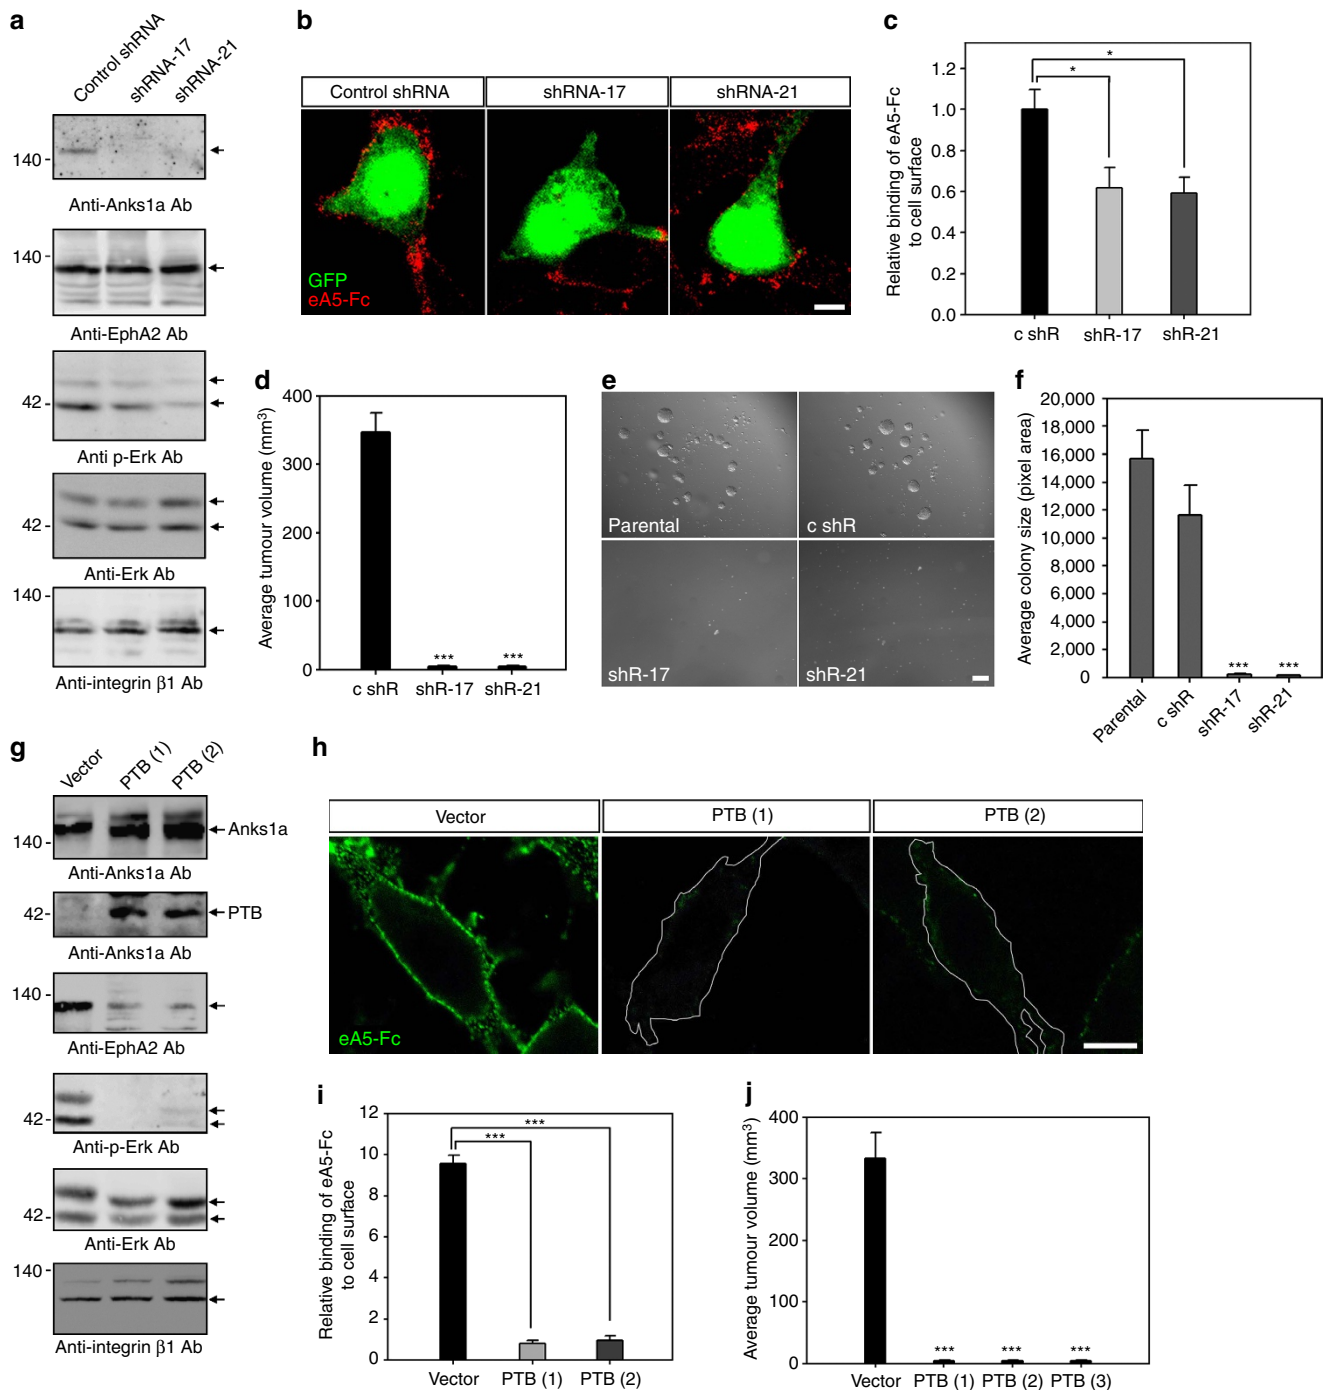 a
Control shRNA
shRNA-17
shRNA-21
140
Anti-Anks1a Ab
140
Anti-EphA2 Ab
42
Anti p-Erk Ab
42
Anti-Erk Ab
140
Anti-integrin β1 Ab
b
Control shRNA
shRNA-17
shRNA-21
GFP
eA5-Fc
c
Relative binding of eA5-Fc
to cell surface
1.2
1.0
0.8
0.6
0.4
0.2
0.0
*
*
c shR
shR-17
shR-21
d
Average tumour volume (mm³)
400
300
200
100
0
***
***
c shR
shR-17
shR-21
e
Parental
c shR
shR-17
shR-21
f
Average colony size (pixel area)
20,000
18,000
16,000
14,000
12,000
10,000
8,000
6,000
4,000
2,000
0
***
***
Parental
c shR
shR-17
shR-21
g
Vector
PTB (1)
PTB (2)
140
Anks1a
Anti-Anks1a Ab
42
PTB
Anti-Anks1a Ab
140
Anti-EphA2 Ab
42
Anti-p-Erk Ab
42
Anti-Erk Ab
140
Anti-integrin β1 Ab
h
Vector
PTB (1)
PTB (2)
eA5-Fc
i
Relative binding of eA5-Fc
to cell surface
12
10
8
6
4
2
0
***
***
Vector
PTB (1)
PTB (2)
j
Average tumour volume (mm³)
400
300
200
100
0
***
***
***
Vector
PTB (1)
PTB (2)
PTB (3)